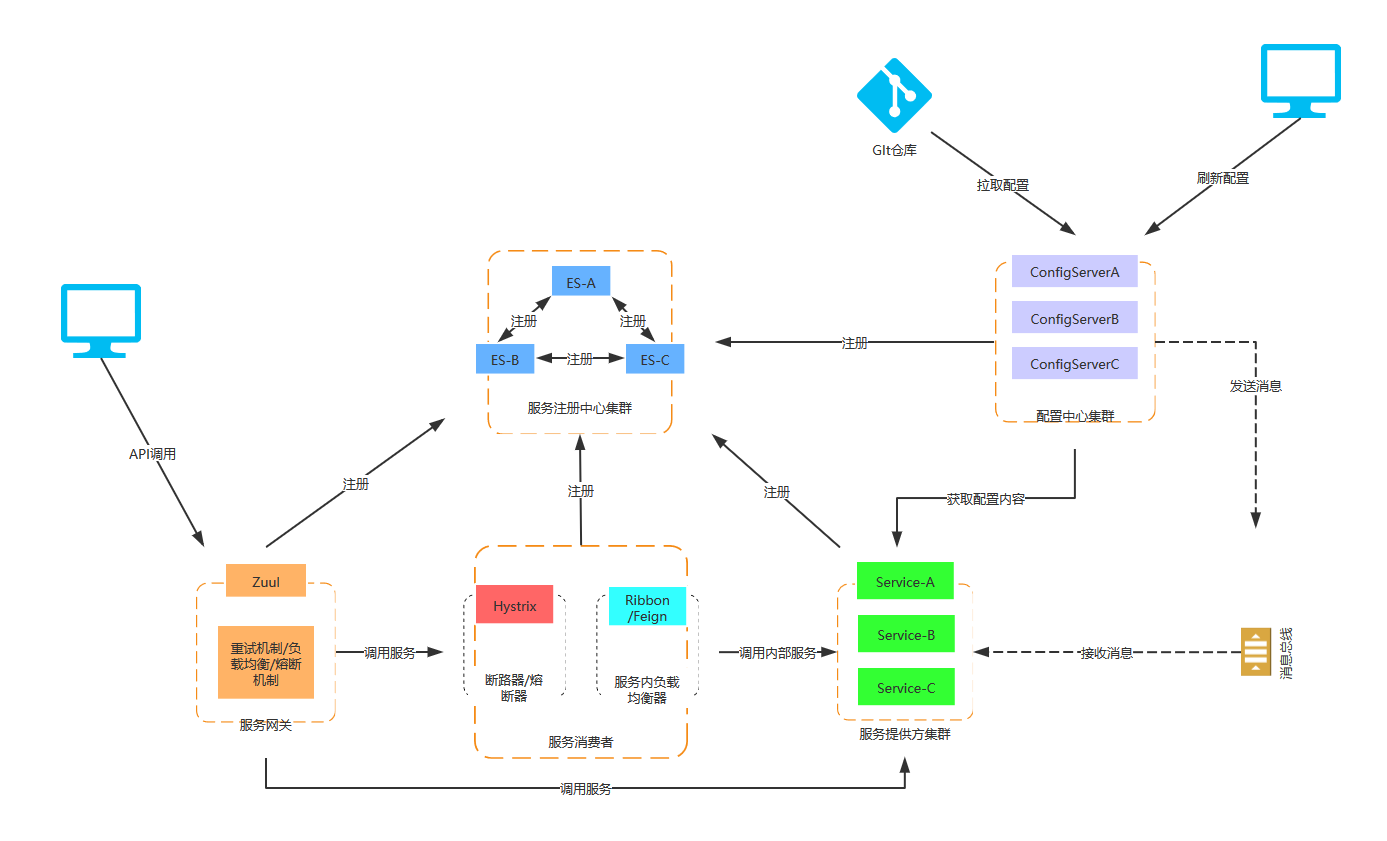 GIt仓库
拉取配置
刷新配置
ConfigServerA
ConfigServerB
ConfigServerC
配置中心集群
ES-A
注册
注册
ES-B
注册
ES-C
服务注册中心集群
注册
发送消息
API调用
注册
注册
注册
获取配置内容
Zuul
重试机制/负
载均衡/熔断
机制
服务网关
调用服务
Hystrix
断路器/熔
断器
Ribbon
/Feign
服务内负载
均衡器
服务消费者
调用内部服务
Service-A
Service-B
Service-C
服务提供方集群
接收消息
消息总线
调用服务